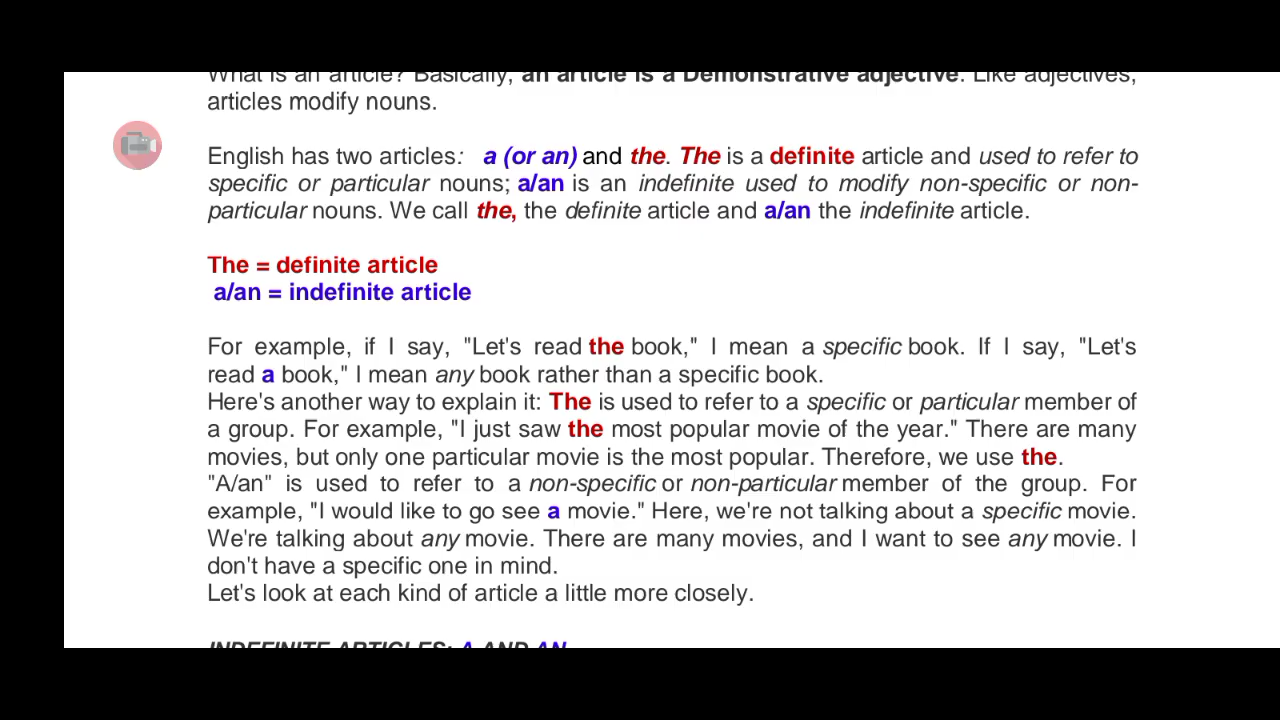 What is an article? Basically, an article is a Demonstrative adjective. Like adjectives,
articles modify nouns.
English has two articles: a (or an) and the. The is a definite article and used to refer to
specific or particular nouns; a/an is an indefinite used to modify non-specific or non-
particular nouns. We call the, the definite article and a/an the indefinite article.
The = definite article
a/an = indefinite article
For example, if I say, "Let's read the book," I mean a specific book. If I say, "Let's
read a book," I mean any book rather than a specific book.
Here's another way to explain it: The is used to refer to a specific or particular member of
a group. For example, "I just saw the most popular movie of the year." There are many
movies, but only one particular movie is the most popular. Therefore, we use the.
"A/an" is used to refer to a non-specific or non-particular member of the group. For
example, "I would like to go see a movie." Here, we're not talking about a specific movie.
We're talking about any movie. There are many movies, and I want to see any movie. I
don't have a specific one in mind.
Let's look at each kind of article a little more closely.
INDEFINITE ARTICLES: A AND AN